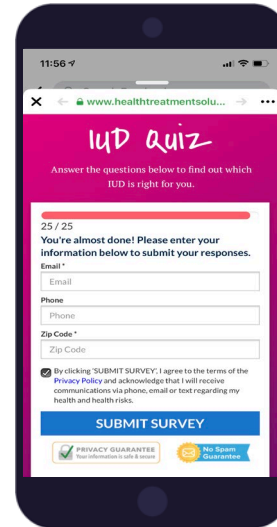 11:56
www.healthtreatmentsolu...
IUD Quiz
Answer the questions below to find out which
IUD is right for you.
25 / 25
You're almost done! Please enter your
information below to submit your responses.
Email *
Email
Phone
Phone
Zip Code *
Zip Code
By clicking 'SUBMIT SURVEY', I agree to the terms of the
Privacy Policy and acknowledge that I will receive
communications via phone, email or text regarding my
health and health risks.
SUBMIT SURVEY
PRIVACY GUARANTEE
Your information is safe & secure
No Spam
Guarantee